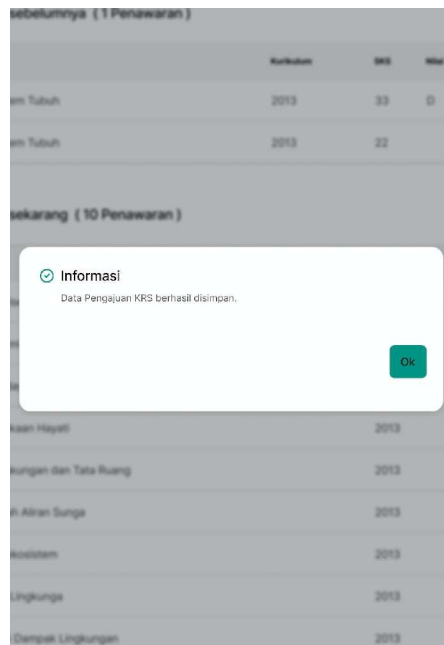 sebelumnya ( 1 Penawaran )
Kurikulum SKS Nilai
em Tubuh 2013 33 D
em Tubuh 2013 22
sekarang ( 10 Penawaran )
Informasi
Data Pengajuan KRS berhasil disimpan.
Ok
kaan Hayati 2013
kungan dan Tata Ruang 2013
h Aliran Sunga 2013
kosistem 2013
Lingkunga 2013
Dampak Lingkungan 2013